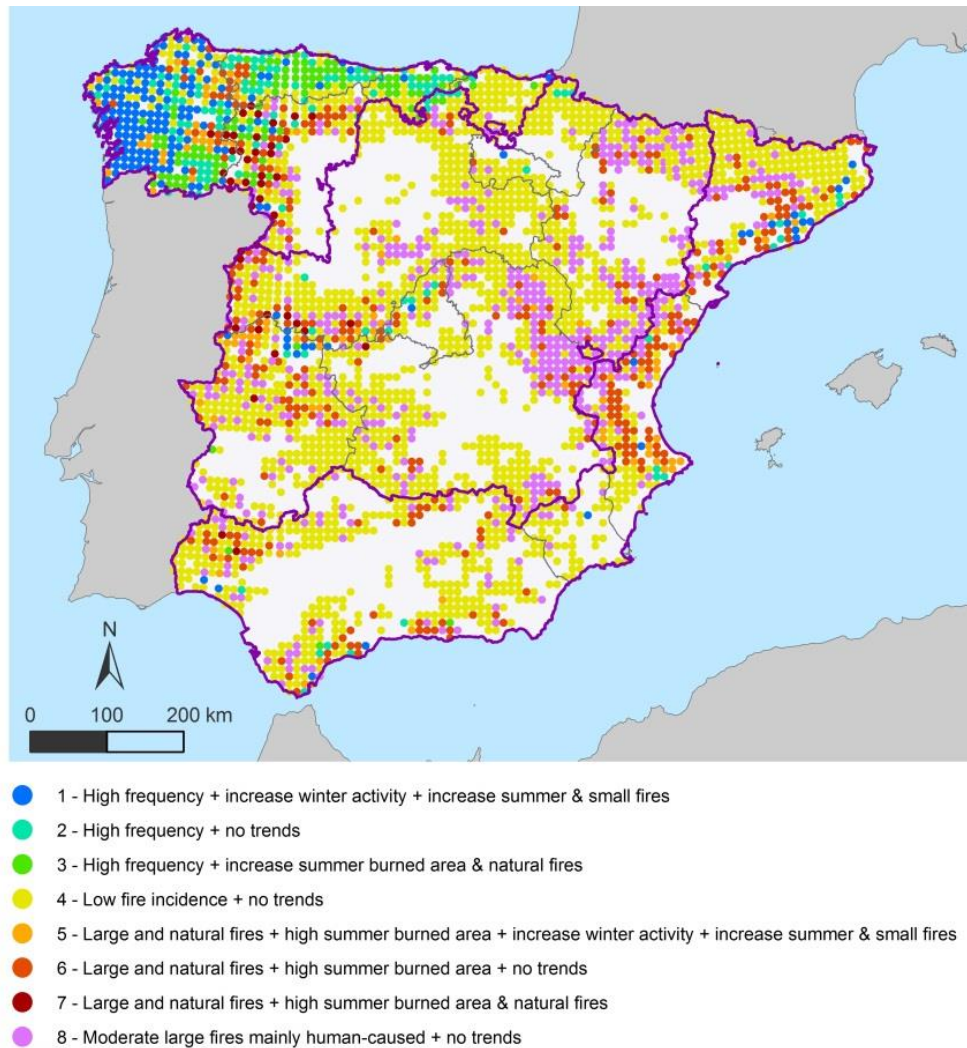 N
0 100 200 km
1 - High frequency + increase winter activity + increase summer & small fires
2 - High frequency + no trends
3 - High frequency + increase summer burned area & natural fires
4 - Low fire incidence + no trends
5 - Large and natural fires + high summer burned area + increase winter activity + increase summer & small fires
6 - Large and natural fires + high summer burned area + no trends
7 - Large and natural fires + high summer burned area & natural fires
8 - Moderate large fires mainly human-caused + no trends